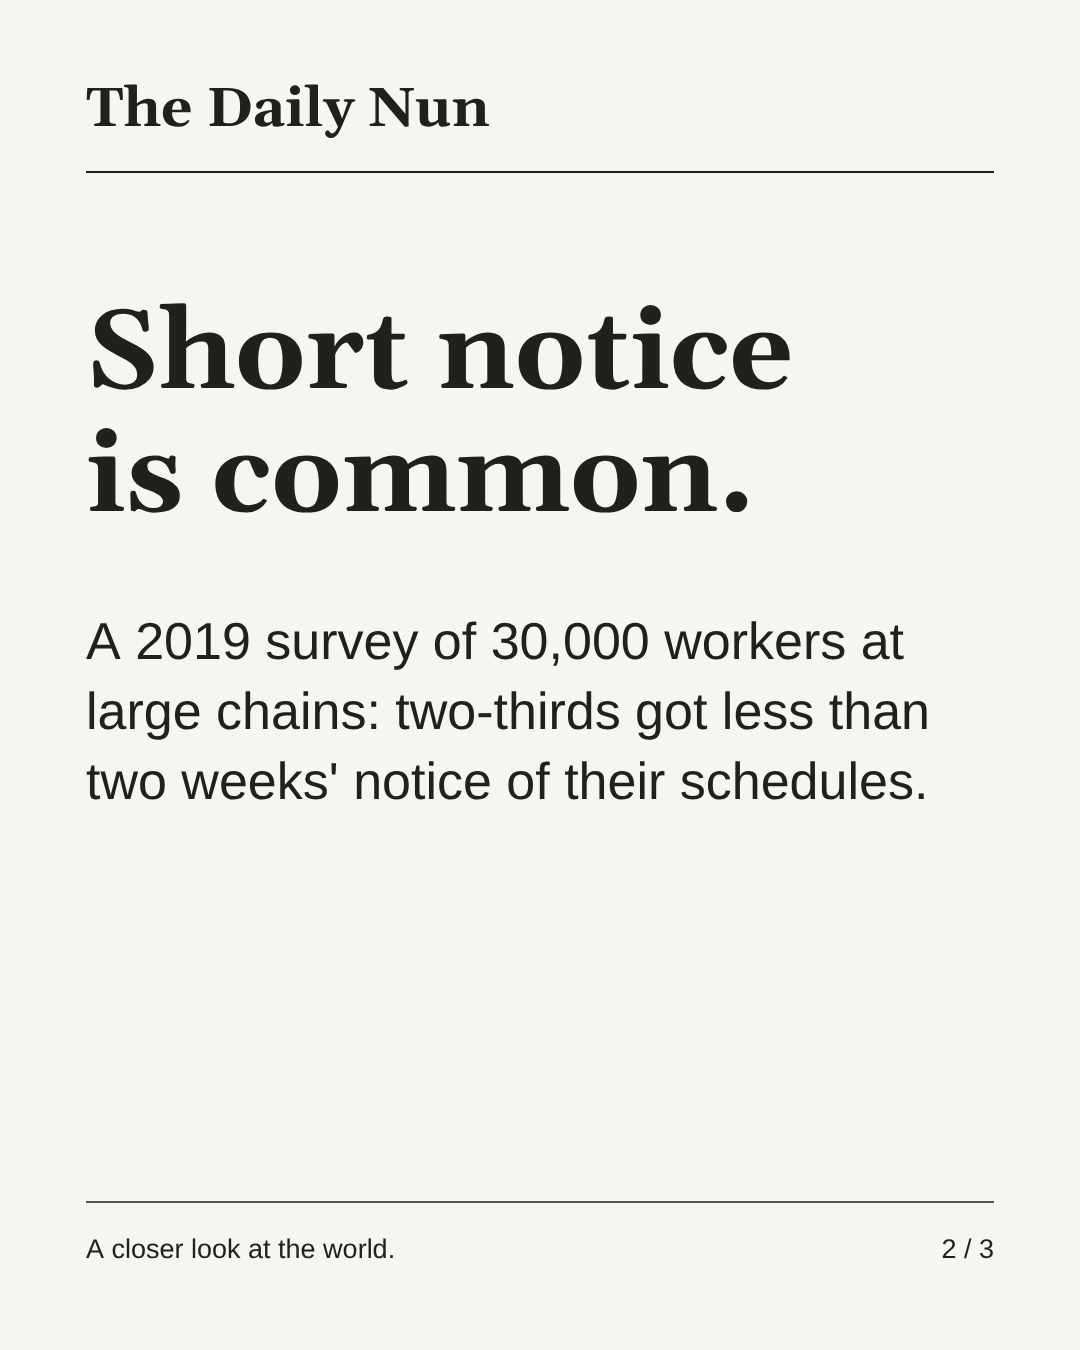 The Daily Nun
Short notice
is common.
A 2019 survey of 30,000 workers at
large chains: two-thirds got less than
two weeks' notice of their schedules.
A closer look at the world.
2 / 3